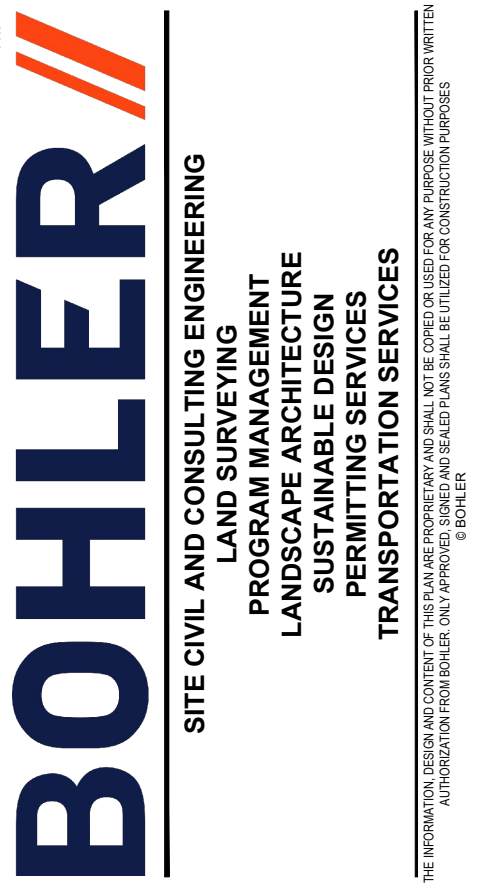 BOHLER//
SITE CIVIL AND CONSULTING ENGINEERING
LAND SURVEYING
PROGRAM MANAGEMENT
LANDSCAPE ARCHITECTURE
SUSTAINABLE DESIGN
PERMITTING SERVICES
TRANSPORTATION SERVICES
THE INFORMATION, DESIGN AND CONTENT OF THIS PLAN ARE PROPRIETARY AND SHALL NOT BE COPIED OR USED FOR ANY PURPOSE WITHOUT PRIOR WRITTEN
AUTHORIZATION FROM BOHLER. ONLY APPROVED, SIGNED AND SEALED PLANS SHALL BE UTILIZED FOR CONSTRUCTION PURPOSES
© BOHLER